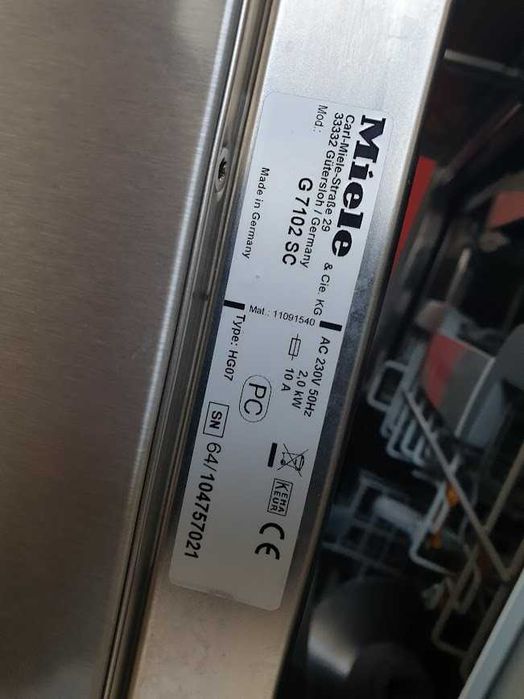 Miele & Cie. KG
Carl-Miele-Straße 29
33332 Gütersloh / Germany
Mod.: G 7102 SC
Made in Germany
Mat.: 11091540
Type: HG07
AC 230V 50Hz
2,0 kW
10 A
PC
SN 64/104757021
KEMA
KEUR
CE